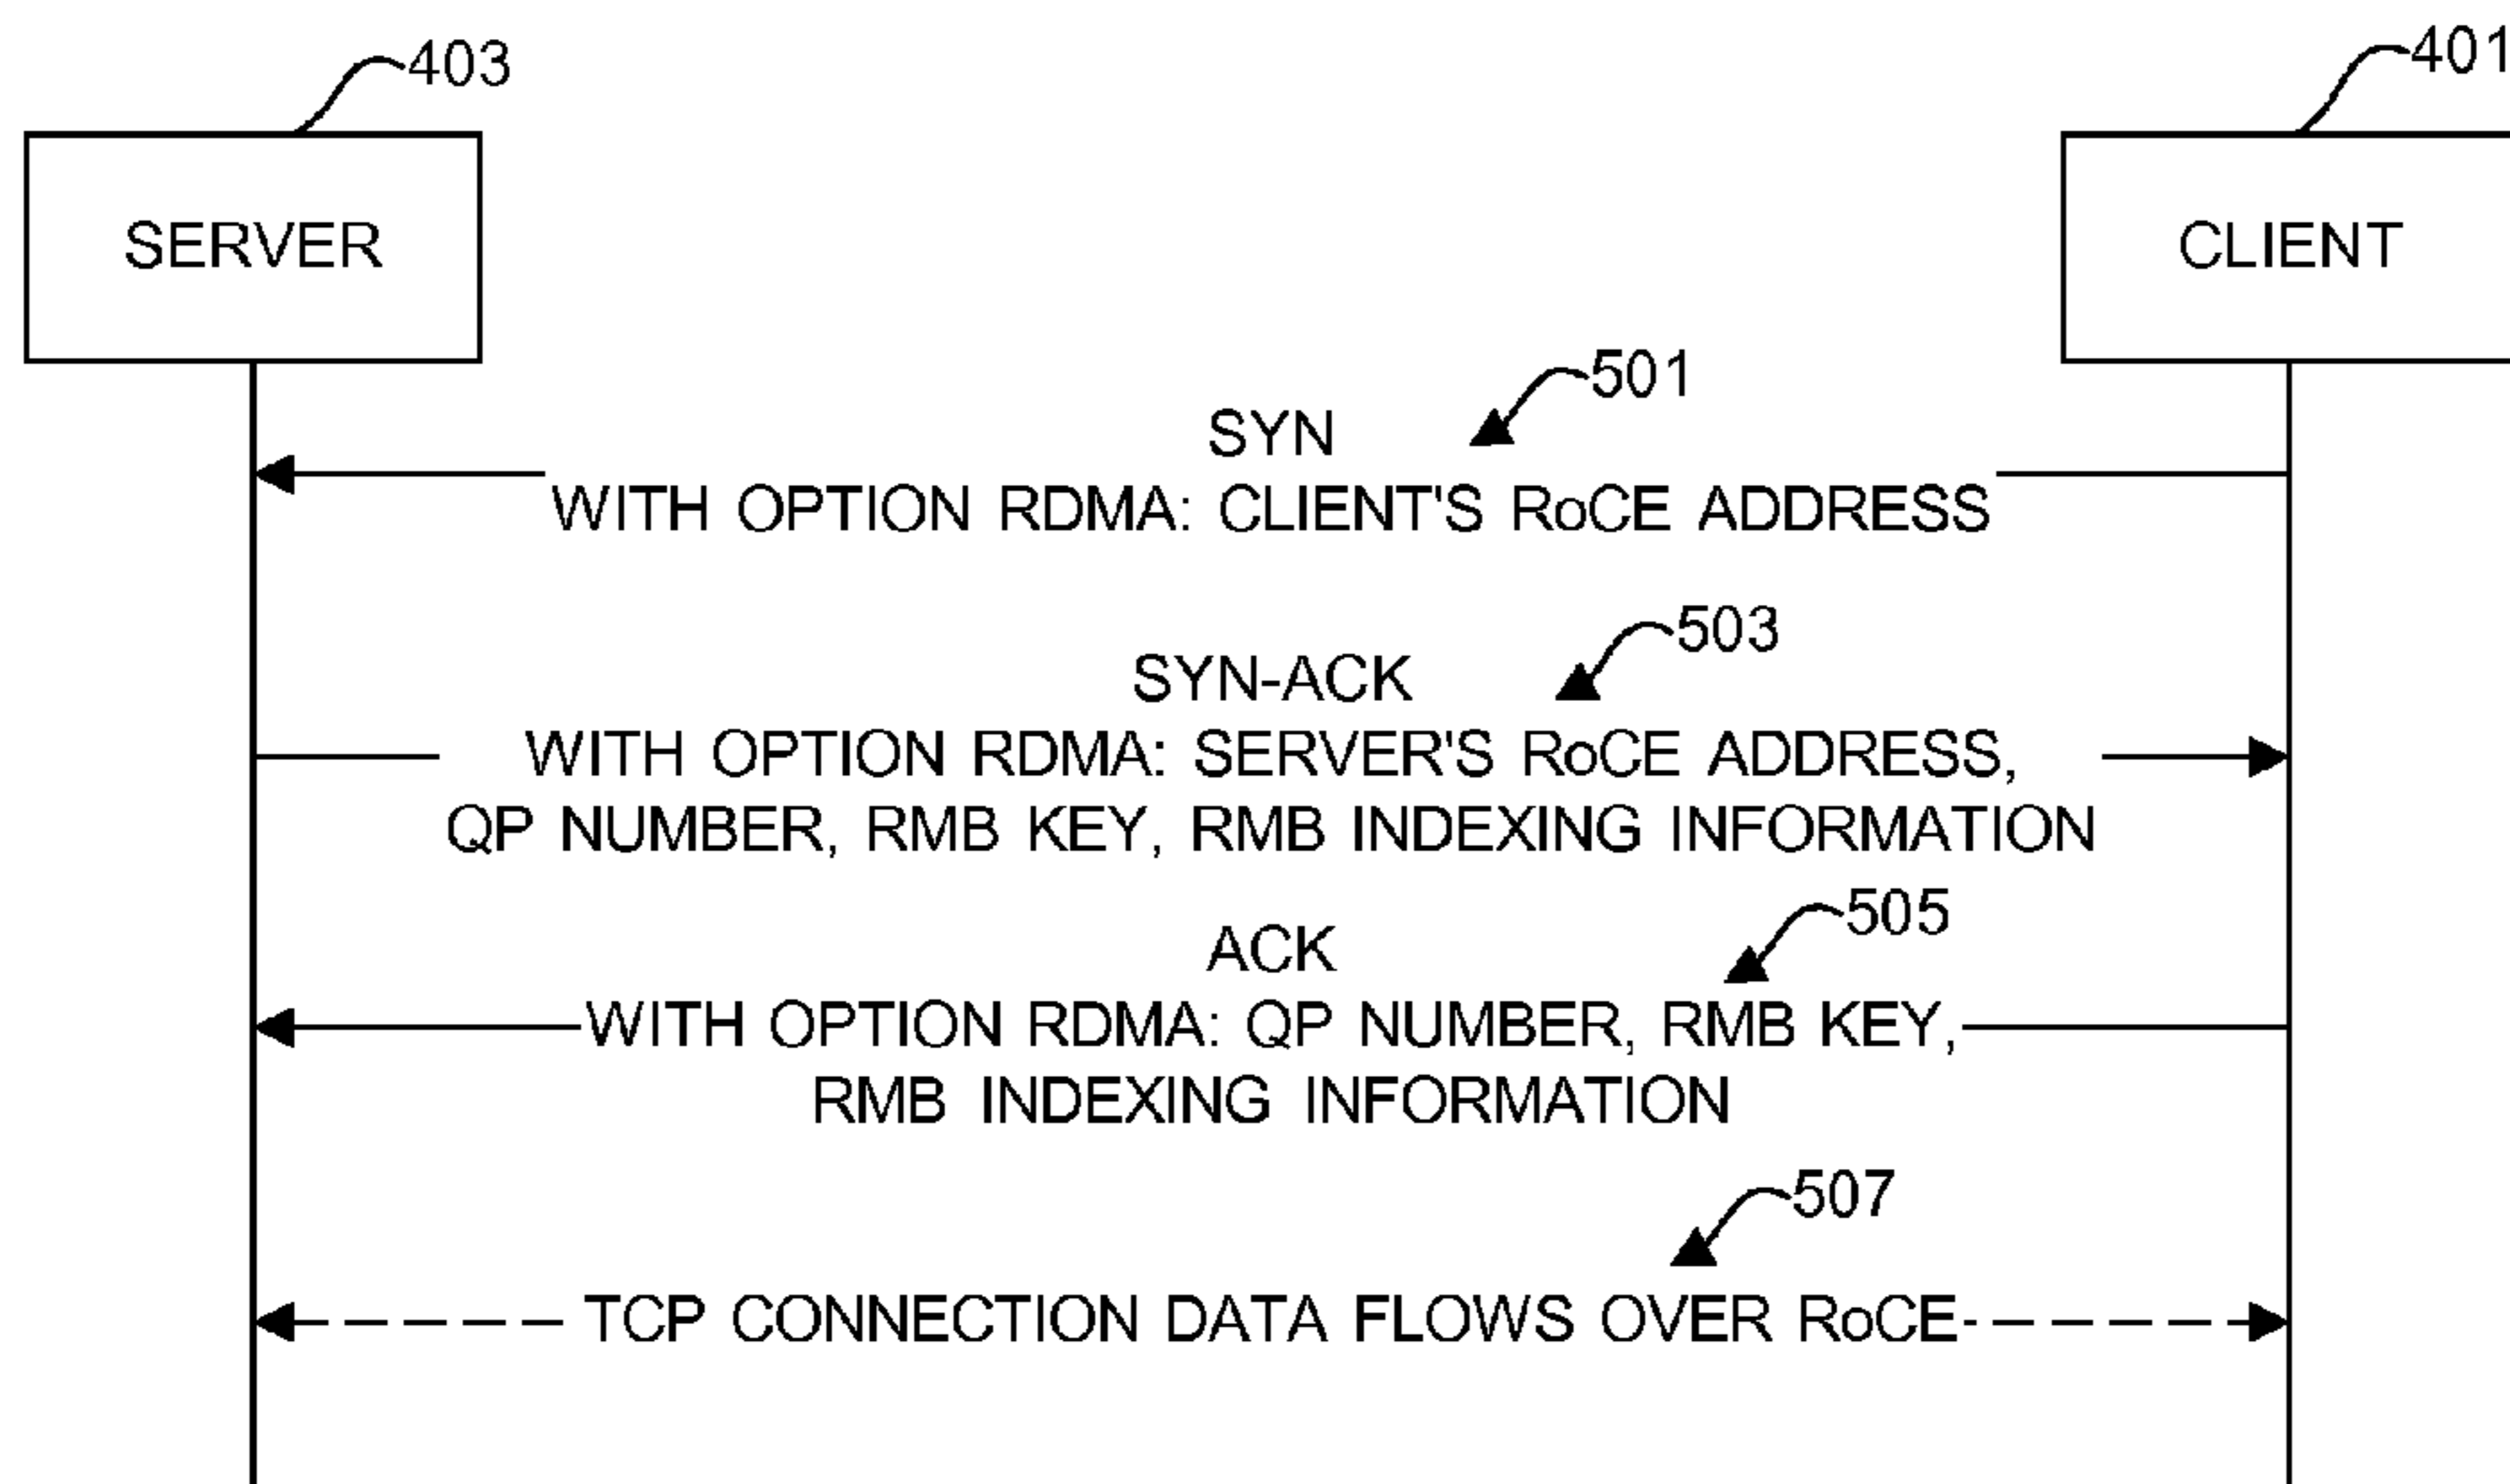 403
401
SERVER
CLIENT
501
SYN
WITH OPTION RDMA: CLIENT'S RoCE ADDRESS
503
SYN-ACK
WITH OPTION RDMA: SERVER'S RoCE ADDRESS,
QP NUMBER, RMB KEY, RMB INDEXING INFORMATION
505
ACK
WITH OPTION RDMA: QP NUMBER, RMB KEY,
RMB INDEXING INFORMATION
507
TCP CONNECTION DATA FLOWS OVER RoCE